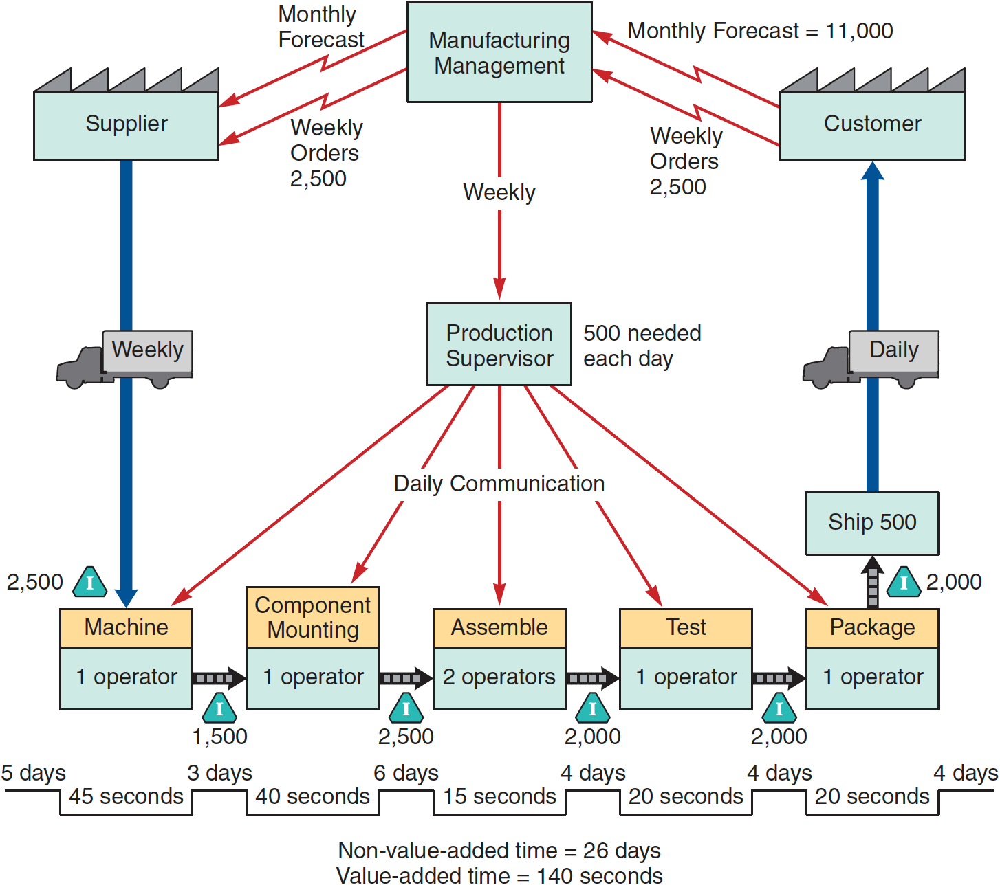 Monthly
Forecast
Manufacturing
Management
Monthly Forecast = 11,000
Supplier
Weekly
Orders
2,500
Customer
Weekly
Orders
2,500
Weekly
Weekly
Production
Supervisor
500 needed
each day
Daily
Daily Communication
Ship 500
2,500
I
I
2,000
Machine
1 operator
Component
Mounting
1 operator
Assemble
2 operators
Test
1 operator
Package
1 operator
I
1,500
I
2,500
I
2,000
I
2,000
5 days
45 seconds
3 days
40 seconds
6 days
15 seconds
4 days
20 seconds
4 days
20 seconds
4 days
Non-value-added time = 26 days
Value-added time = 140 seconds